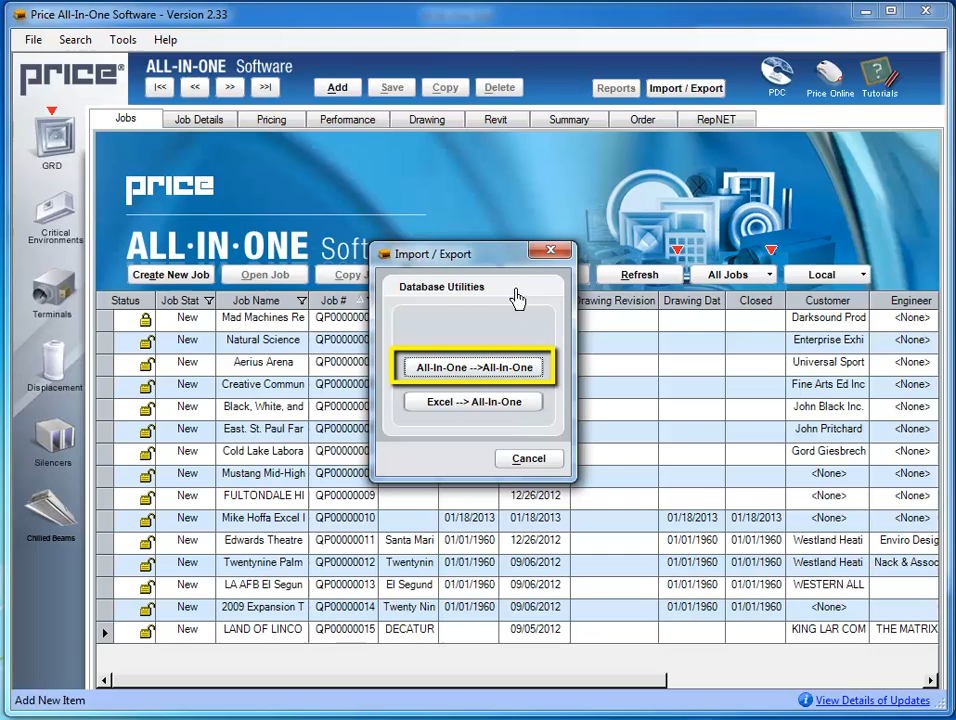 Price All-In-One Software - Version 2.33
File Search Tools Help
price®
ALL-IN-ONE Software
|<< << >> >>| Add Save Copy Delete Reports Import / Export
PDC Price Online Tutorials
Jobs Job Details Pricing Performance Drawing Revit Summary Order RepNET
GRD
Critical
Environments
Terminals
Displacement
Silencers
Chilled Beams
price
ALL·IN·ONE Soft
Create New Job Open Job Copy J Refresh All Jobs Local
Import / Export
Database Utilities
All-In-One -->All-In-One
Excel --> All-In-One
Cancel
Status Job Stat Job Name Job # Drawing Revision Drawing Dat Closed Customer Engineer
New Mad Machines Re QP0000000 Darksound Prod <None>
New Natural Science QP0000000 Enterprise Exhi <None>
New Aerius Arena QP0000000 Universal Sport <None>
New Creative Commun QP0000000 Fine Arts Ed Inc <None>
New Black, White, and QP0000000 John Black Inc. <None>
New East. St. Paul Far QP0000000 John Pritchard <None>
New Cold Lake Labora QP0000000 Gord Giesbrech <None>
New Mustang Mid-High QP0000000 <None> <None>
New FULTONDALE HI QP00000009 12/26/2012 <None> <None>
New Mike Hoffa Excel I QP00000010 01/18/2013 01/18/2013 01/18/2013 01/18/2013 <None> <None>
New Edwards Theatre QP00000011 Santa Mari 01/01/1960 12/26/2012 01/01/1960 01/01/1960 Westland Heati Enviro Desig
New Twentynine Palm QP00000012 Twentynin 01/01/1960 09/06/2012 01/01/1960 01/01/1960 Westland Heati Nack & Assoc
New LA AFB El Segun QP00000013 El Segund 01/01/1960 09/06/2012 01/01/1960 01/01/1960 WESTERN ALL <None>
New 2009 Expansion T QP00000014 Twenty Nin 01/01/1960 09/06/2012 01/01/1960 01/01/1960 <None> <None>
New LAND OF LINCO QP00000015 DECATUR 09/05/2012 KING LAR COM THE MATRIX
Add New Item
View Details of Updates